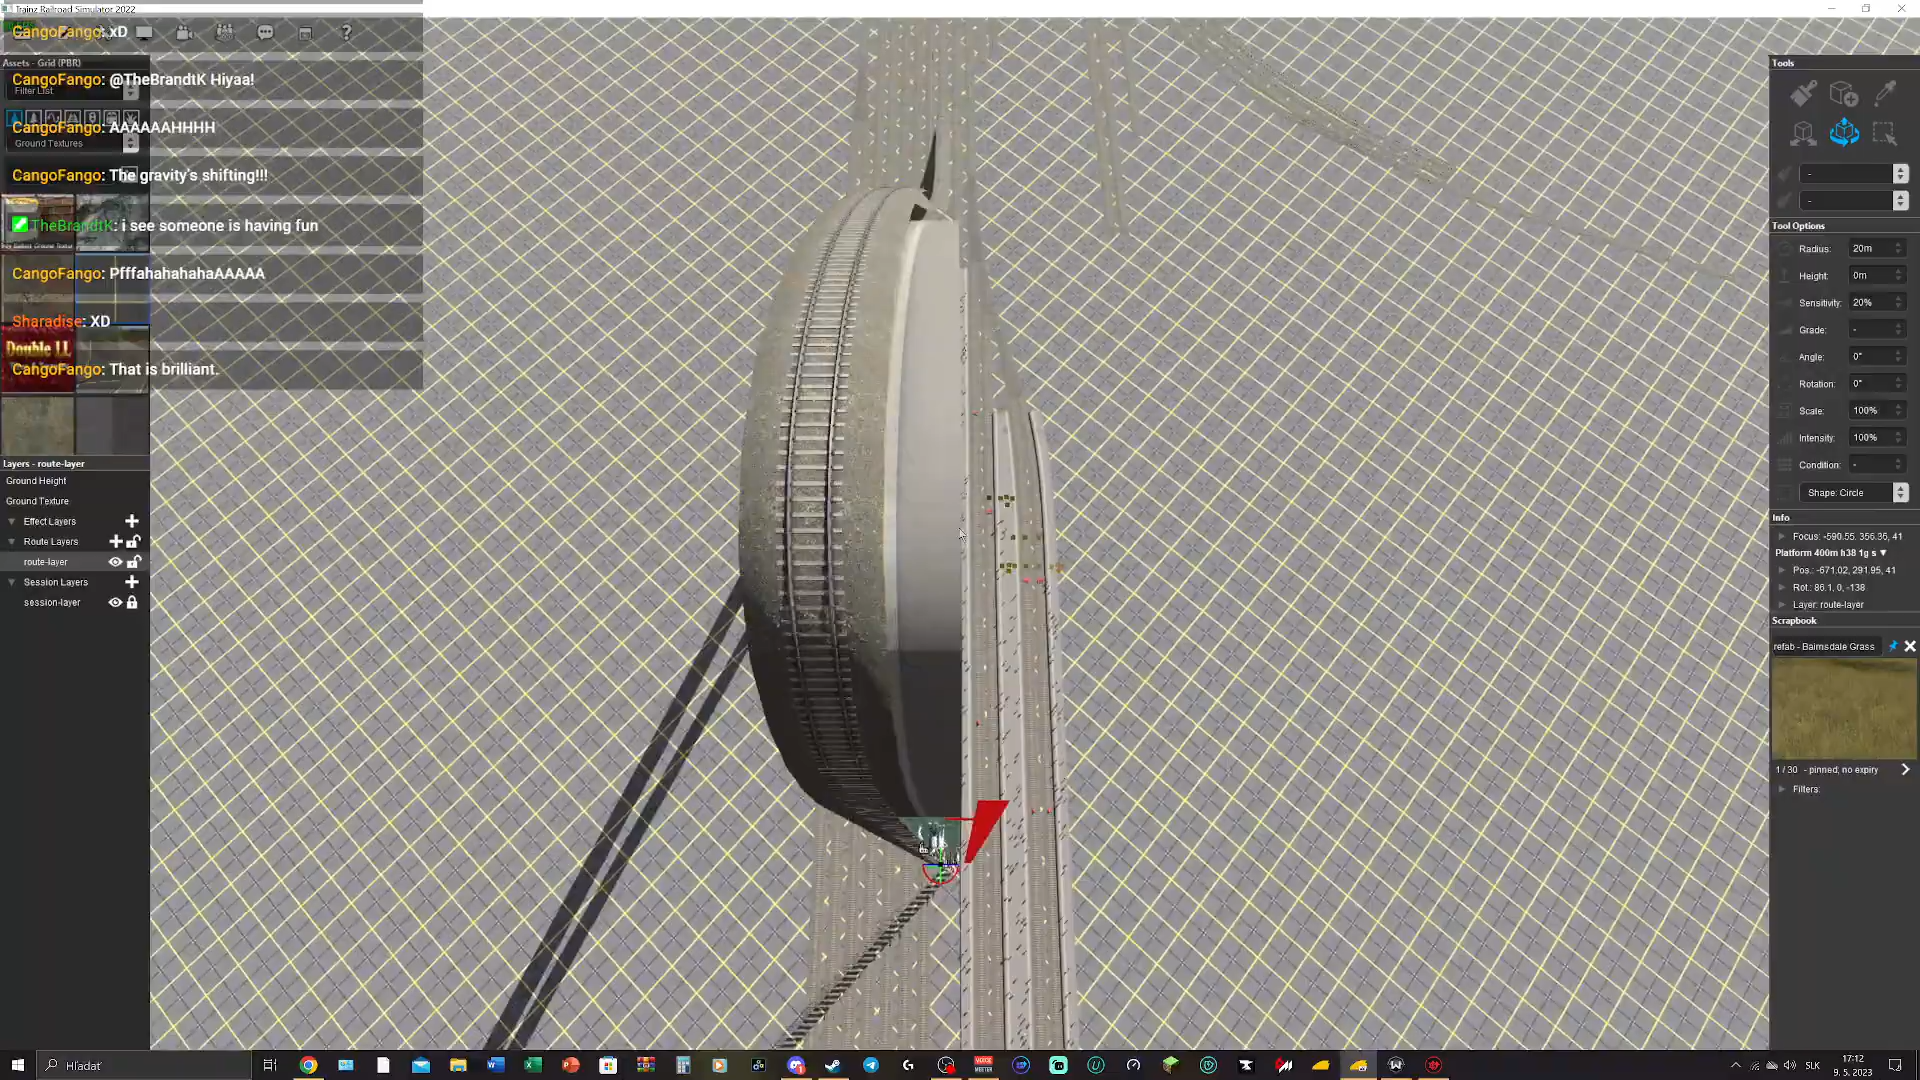 Trainz Railroad Simulator 2022
CangoFango: xD
Assets - Grid (PBR)
CangoFango: @TheBrandtK Hiyaa!
Filter List
CangoFango: AAAAAAHHHH
Ground Textures
CangoFango: The gravity's shifting!!!
TheBrandtK: i see someone is having fun
CangoFango: PfffahahahahaAAAAA
Sharadise: XD
Double LL
CangoFango: That is brilliant.
Layers - route-layer
Ground Height
Ground Texture
Effect Layers
Route Layers
route-layer
Session Layers
session-layer
Tools
-
-
Tool Options
Radius: 20m
Height: 0m
Sensitivity: 20%
Grade: -
Angle: 0°
Rotation: 0°
Scale: 100%
Intensity: 100%
Condition: -
Shape: Circle
Info
Focus: -590.55, 356.36, 41
Platform 400m h38 1g s
Pos.: -671.02, 291.95, 41
Rot.: 86.1, 0, -138
Layer: route-layer
Scrapbook
refab - Bairnsdale Grass
1 / 30 - pinned; no expiry
Filters:
Hľadať
SLK
17:12
9. 5. 2023